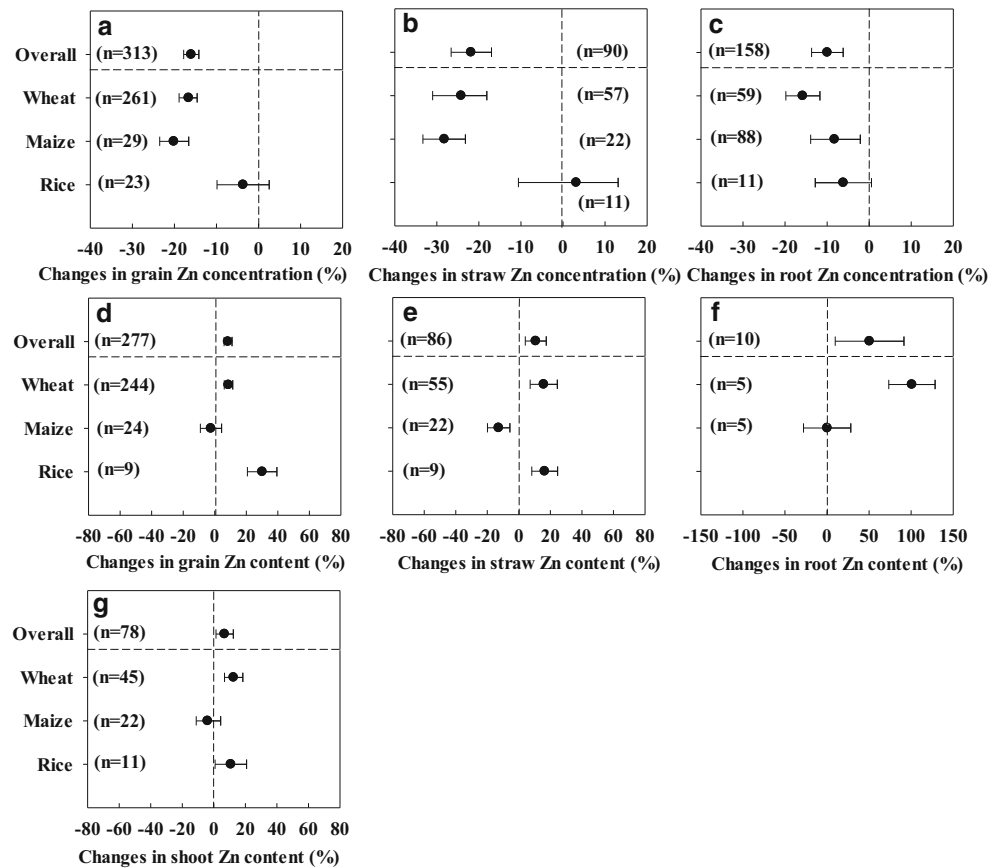 a b c
Overall (n=313) (n=90) (n=158)
Wheat (n=261) (n=57) (n=59)
Maize (n=29) (n=22) (n=88)
Rice (n=23) (n=11) (n=11)
-40 -30 -20 -10 0 10 20 -40 -30 -20 -10 0 10 20 -40 -30 -20 -10 0 10 20
Changes in grain Zn concentration (%) Changes in straw Zn concentration (%) Changes in root Zn concentration (%)
d e f
Overall (n=277) (n=86) (n=10)
Wheat (n=244) (n=55) (n=5)
Maize (n=24) (n=22) (n=5)
Rice (n=9) (n=9)
-80 -60 -40 -20 0 20 40 60 80 -80 -60 -40 -20 0 20 40 60 80 -150 -100 -50 0 50 100 150
Changes in grain Zn content (%) Changes in straw Zn content (%) Changes in root Zn content (%)
g
Overall (n=78)
Wheat (n=45)
Maize (n=22)
Rice (n=11)
-80 -60 -40 -20 0 20 40 60 80
Changes in shoot Zn content (%)